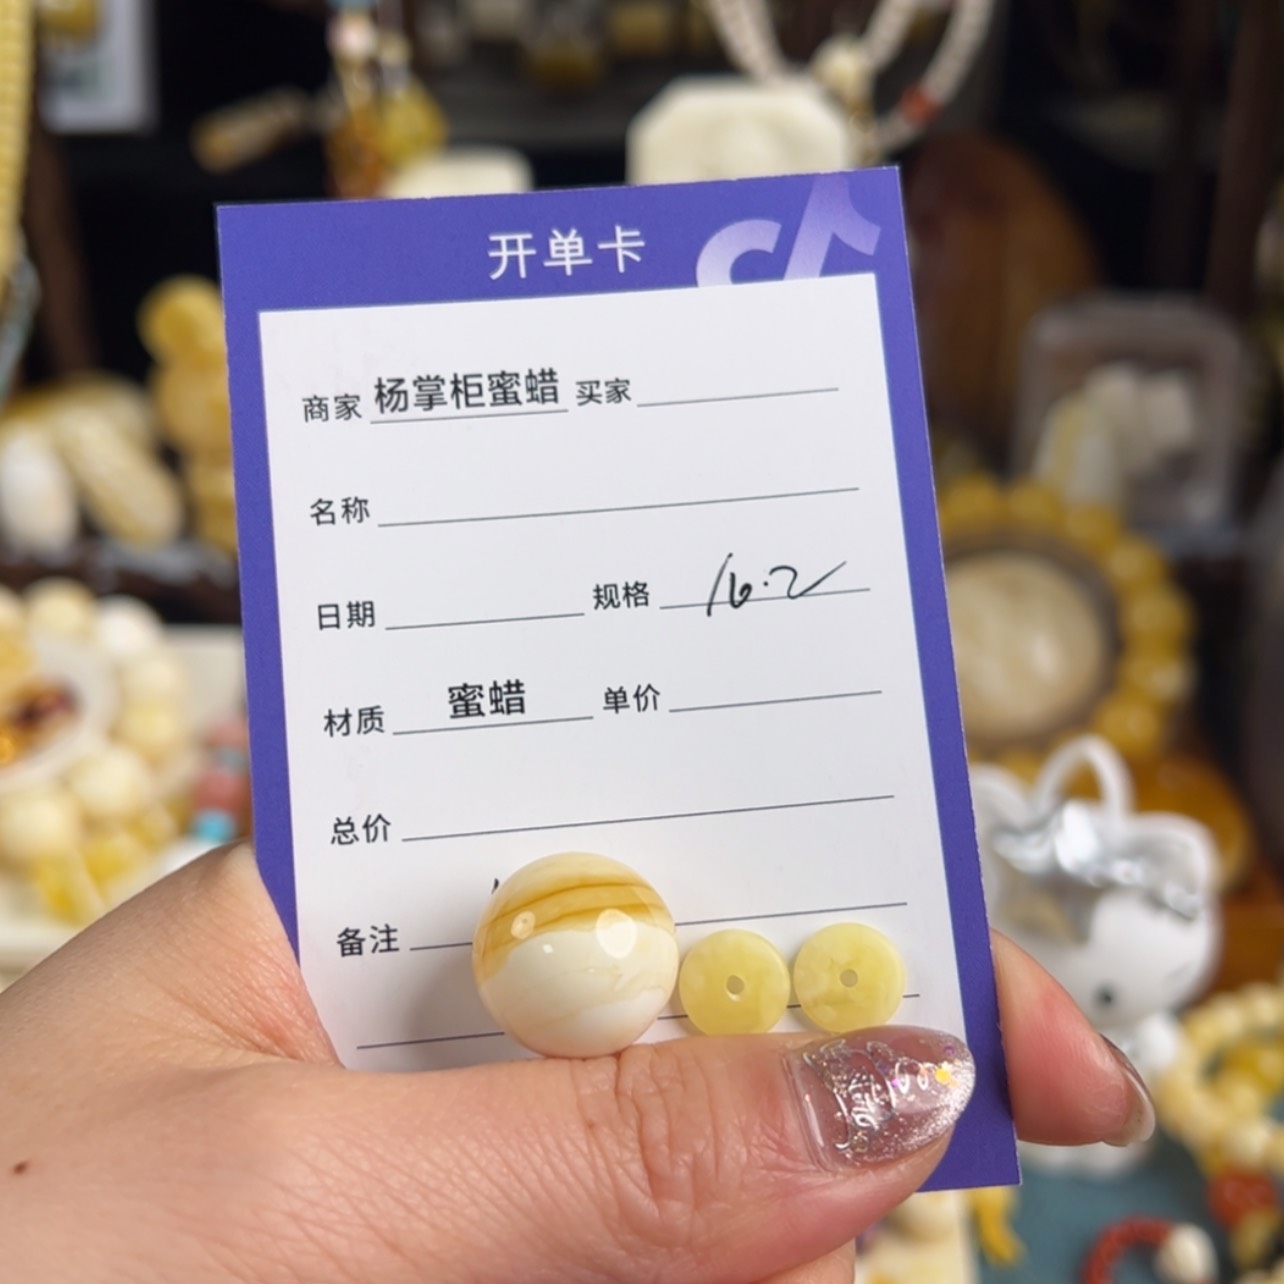 开单卡
商家 杨掌柜蜜蜡 买家
名称
日期 规格 16.2
材质 蜜蜡 单价
总价
备注